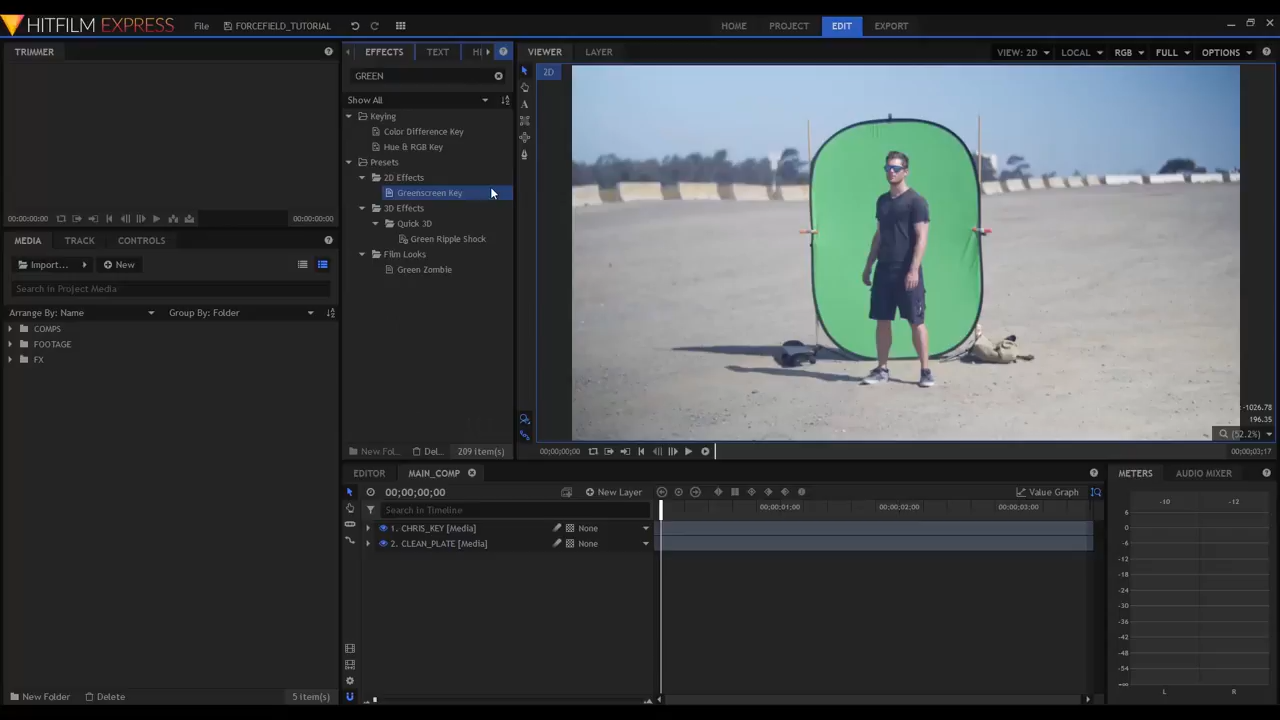 HITFILM EXPRESS
File
FORCEFIELD_TUTORIAL
HOME
PROJECT
EDIT
EXPORT
TRIMMER
EFFECTS
TEXT
VIEWER
LAYER
VIEW: 2D
LOCAL
RGB
FULL
OPTIONS
GREEN
2D
Show All
Keying
Color Difference Key
Hue & RGB Key
Presets
2D Effects
Greenscreen Key
3D Effects
Quick 3D
Green Ripple Shock
Film Looks
Green Zombie
00:00:00:00
00:00:00:00
MEDIA
TRACK
CONTROLS
Import...
New
Search in Project Media
Arrange By: Name
Group By: Folder
COMPS
FOOTAGE
FX
-1026.78
196.35
(52.2%)
New Fol...
Del...
209 item(s)
00;00;00;00
00;00;03;17
EDITOR
MAIN_COMP
METERS
AUDIO MIXER
00;00;00;00
New Layer
Value Graph
Search in Timeline
00;00;01;00
00;00;02;00
00;00;03;00
1. CHRIS_KEY [Media]
None
2. CLEAN_PLATE [Media]
None
-10
-12
6
0
-6
-12
-18
-24
-30
-36
-42
-48
-54
-∞
L
R
New Folder
Delete
5 item(s)